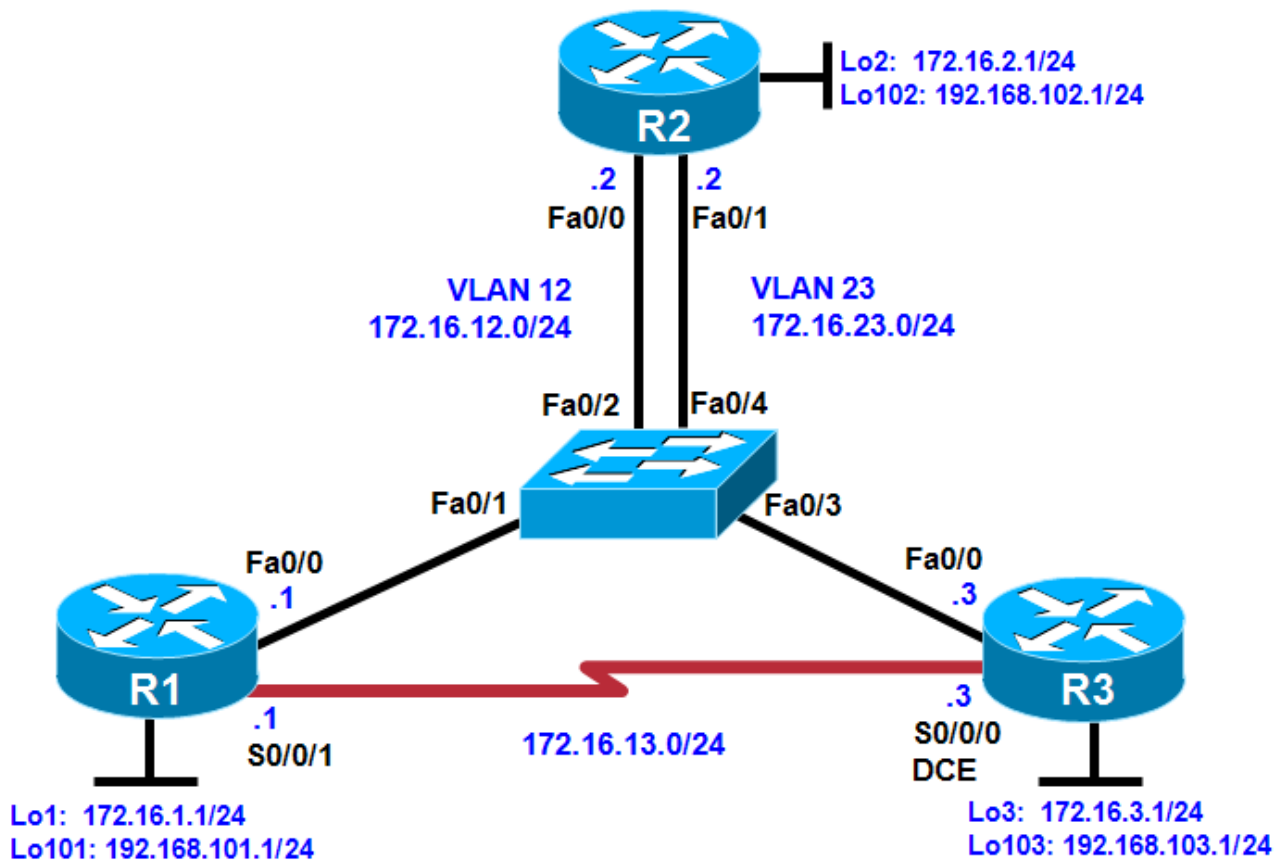 Lo2: 172.16.2.1/24
Lo102: 192.168.102.1/24
R2
.2
.2
Fa0/0
Fa0/1
VLAN 12
172.16.12.0/24
VLAN 23
172.16.23.0/24
Fa0/2
Fa0/4
Fa0/1
Fa0/3
Fa0/0
.1
Fa0/0
.3
R1
R3
.1
S0/0/1
172.16.13.0/24
.3
S0/0/0
DCE
Lo1: 172.16.1.1/24
Lo101: 192.168.101.1/24
Lo3: 172.16.3.1/24
Lo103: 192.168.103.1/24